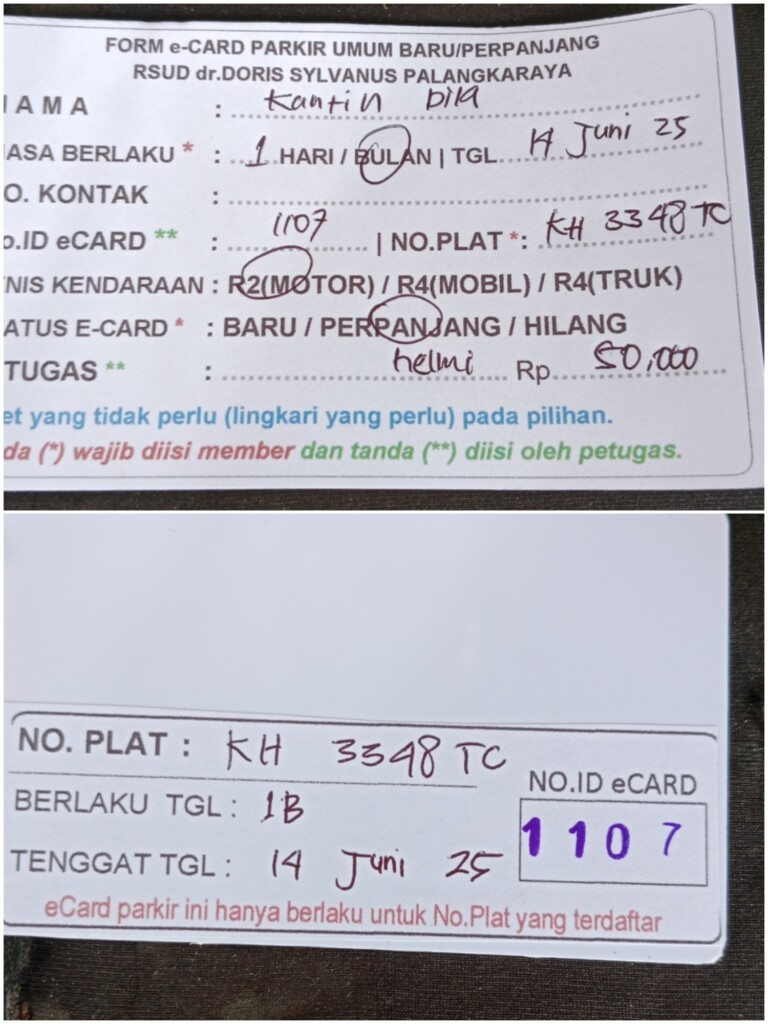 FORM e-CARD PARKIR UMUM BARU/PERPANJANG
RSUD dr.DORIS SYLVANUS PALANGKARAYA
AMA : Kantin bila
ASA BERLAKU * : 1 HARI / BULAN | TGL. 14 Juni 25
O. KONTAK :
o.ID eCARD ** : 1107 | NO.PLAT *: KH 3348 TC
NIS KENDARAAN : R2(MOTOR) / R4(MOBIL) / R4(TRUK)
ATUS E-CARD * : BARU / PERPANJANG / HILANG
TUGAS ** : helmi Rp. 50,000
et yang tidak perlu (lingkari yang perlu) pada pilihan.
da (*) wajib diisi member dan tanda (**) diisi oleh petugas.
NO. PLAT : KH 3348 TC
BERLAKU TGL : 1B
TENGGAT TGL : 14 Juni 25
NO.ID eCARD
1107
eCard parkir ini hanya berlaku untuk No.Plat yang terdaftar